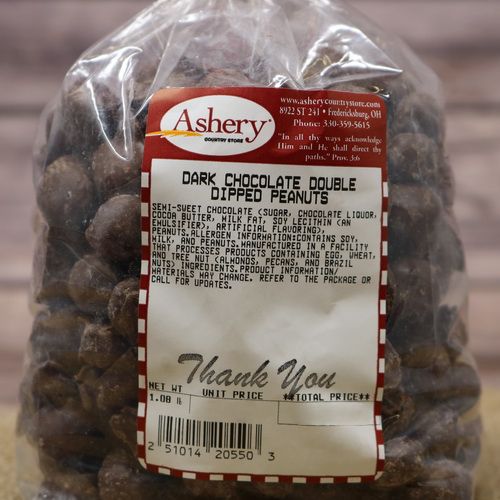 Ashery
COUNTRY STORE
www.asherycountrystore.com
8922 ST 241 • Fredericksburg, OH
Phone: 330-359-5615
"In all thy ways acknowledge
Him and He shall direct thy
paths." Prov. 3:6
DARK CHOCOLATE DOUBLE
DIPPED PEANUTS
SEMI-SWEET CHOCOLATE (SUGAR, CHOCOLATE LIQUOR,
COCOA BUTTER, MILK FAT, SOY LECITHIN (AN
EMULSIFIER), ARTIFICIAL FLAVORING),
PEANUTS.ALLERGEN INFORMATION:CONTAINS SOY,
MILK, AND PEANUTS.MANUFACTURED IN A FACILITY
THAT PROCESSES PRODUCTS CONTAINING EGG, WHEAT,
AND TREE NUT (ALMONDS, PECANS, AND BRAZIL
NUTS) INGREDIENTS.PRODUCT INFORMATION/
MATERIALS MAY CHANGE. REFER TO THE PACKAGE OR
CALL FOR UPDATES.
Thank You
NET WT UNIT PRICE **TOTAL PRICE**
1.08 lb
2 51014 20550 3